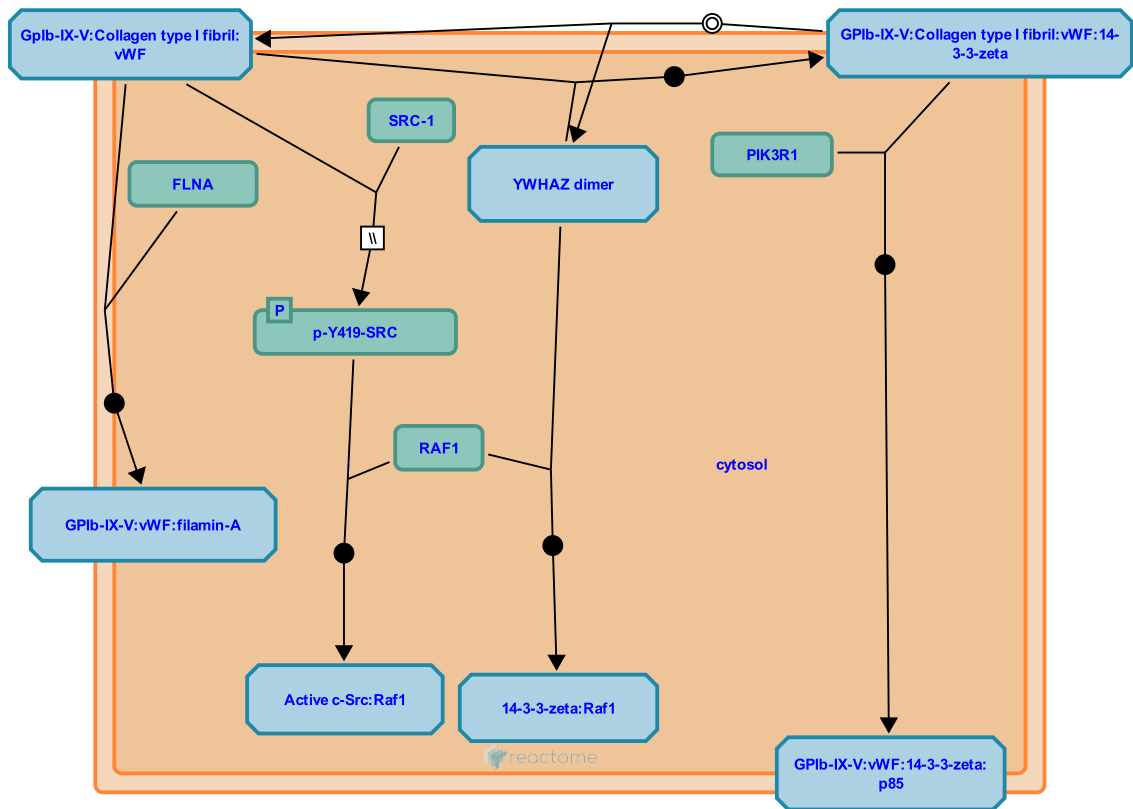 GpIb-IX-V:Collagen type I fibril:
vWF
GPIb-IX-V:Collagen type I fibril:vWF:14-
3-3-zeta
SRC-1
PIK3R1
FLNA
YWHAZ dimer
\\
P
p-Y419-SRC
RAF1
cytosol
GPIb-IX-V:vWF:filamin-A
Active c-Src:Raf1
14-3-3-zeta:Raf1
reactome
GPIb-IX-V:vWF:14-3-3-zeta:
p85